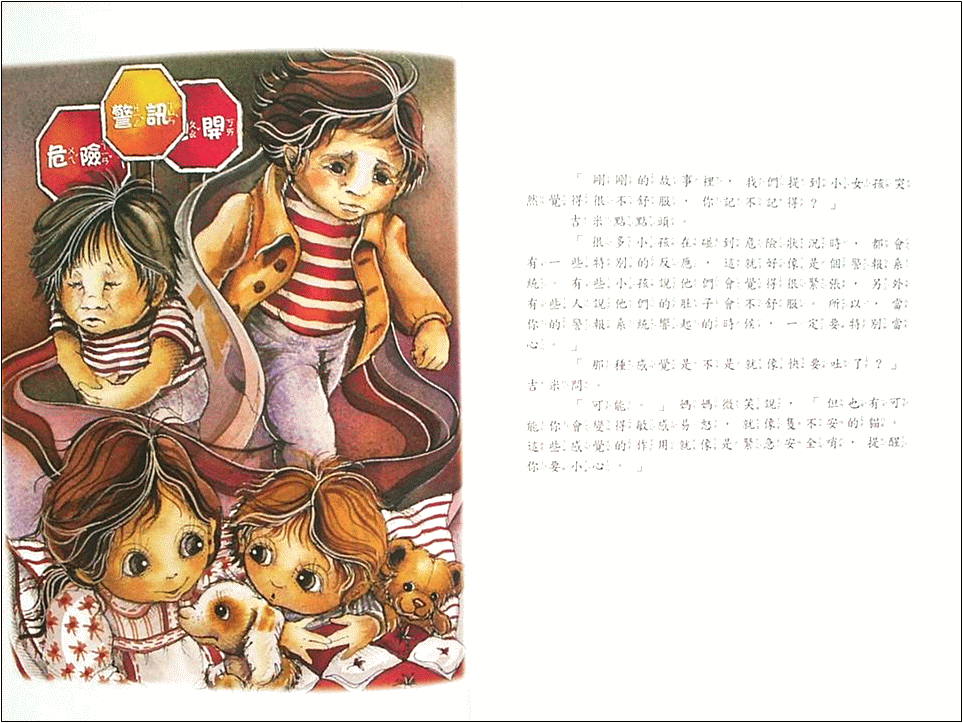 危險
警訊
開
「剛剛的故事裡，我們提到小女孩突
然覺得很不舒服，你記不記得？」
吉米點點頭。
「很多小孩在碰到危險狀況時，都會
有一些特別的反應，這就好像是個警報系
統。有些小孩說他們會覺得很緊張，另外
有些人說他們的肚子會不舒服。所以，當
你的警報系統響起的時候，一定要特別當
心。」
「那種感覺是不是就像快要吐了？」
吉米問。
「可能。」媽媽微笑說，「但也有可
能你會變得敏感易怒，就像隻不安的貓。
這些感覺的作用就像是緊急安全哨，提醒
你要小心。」